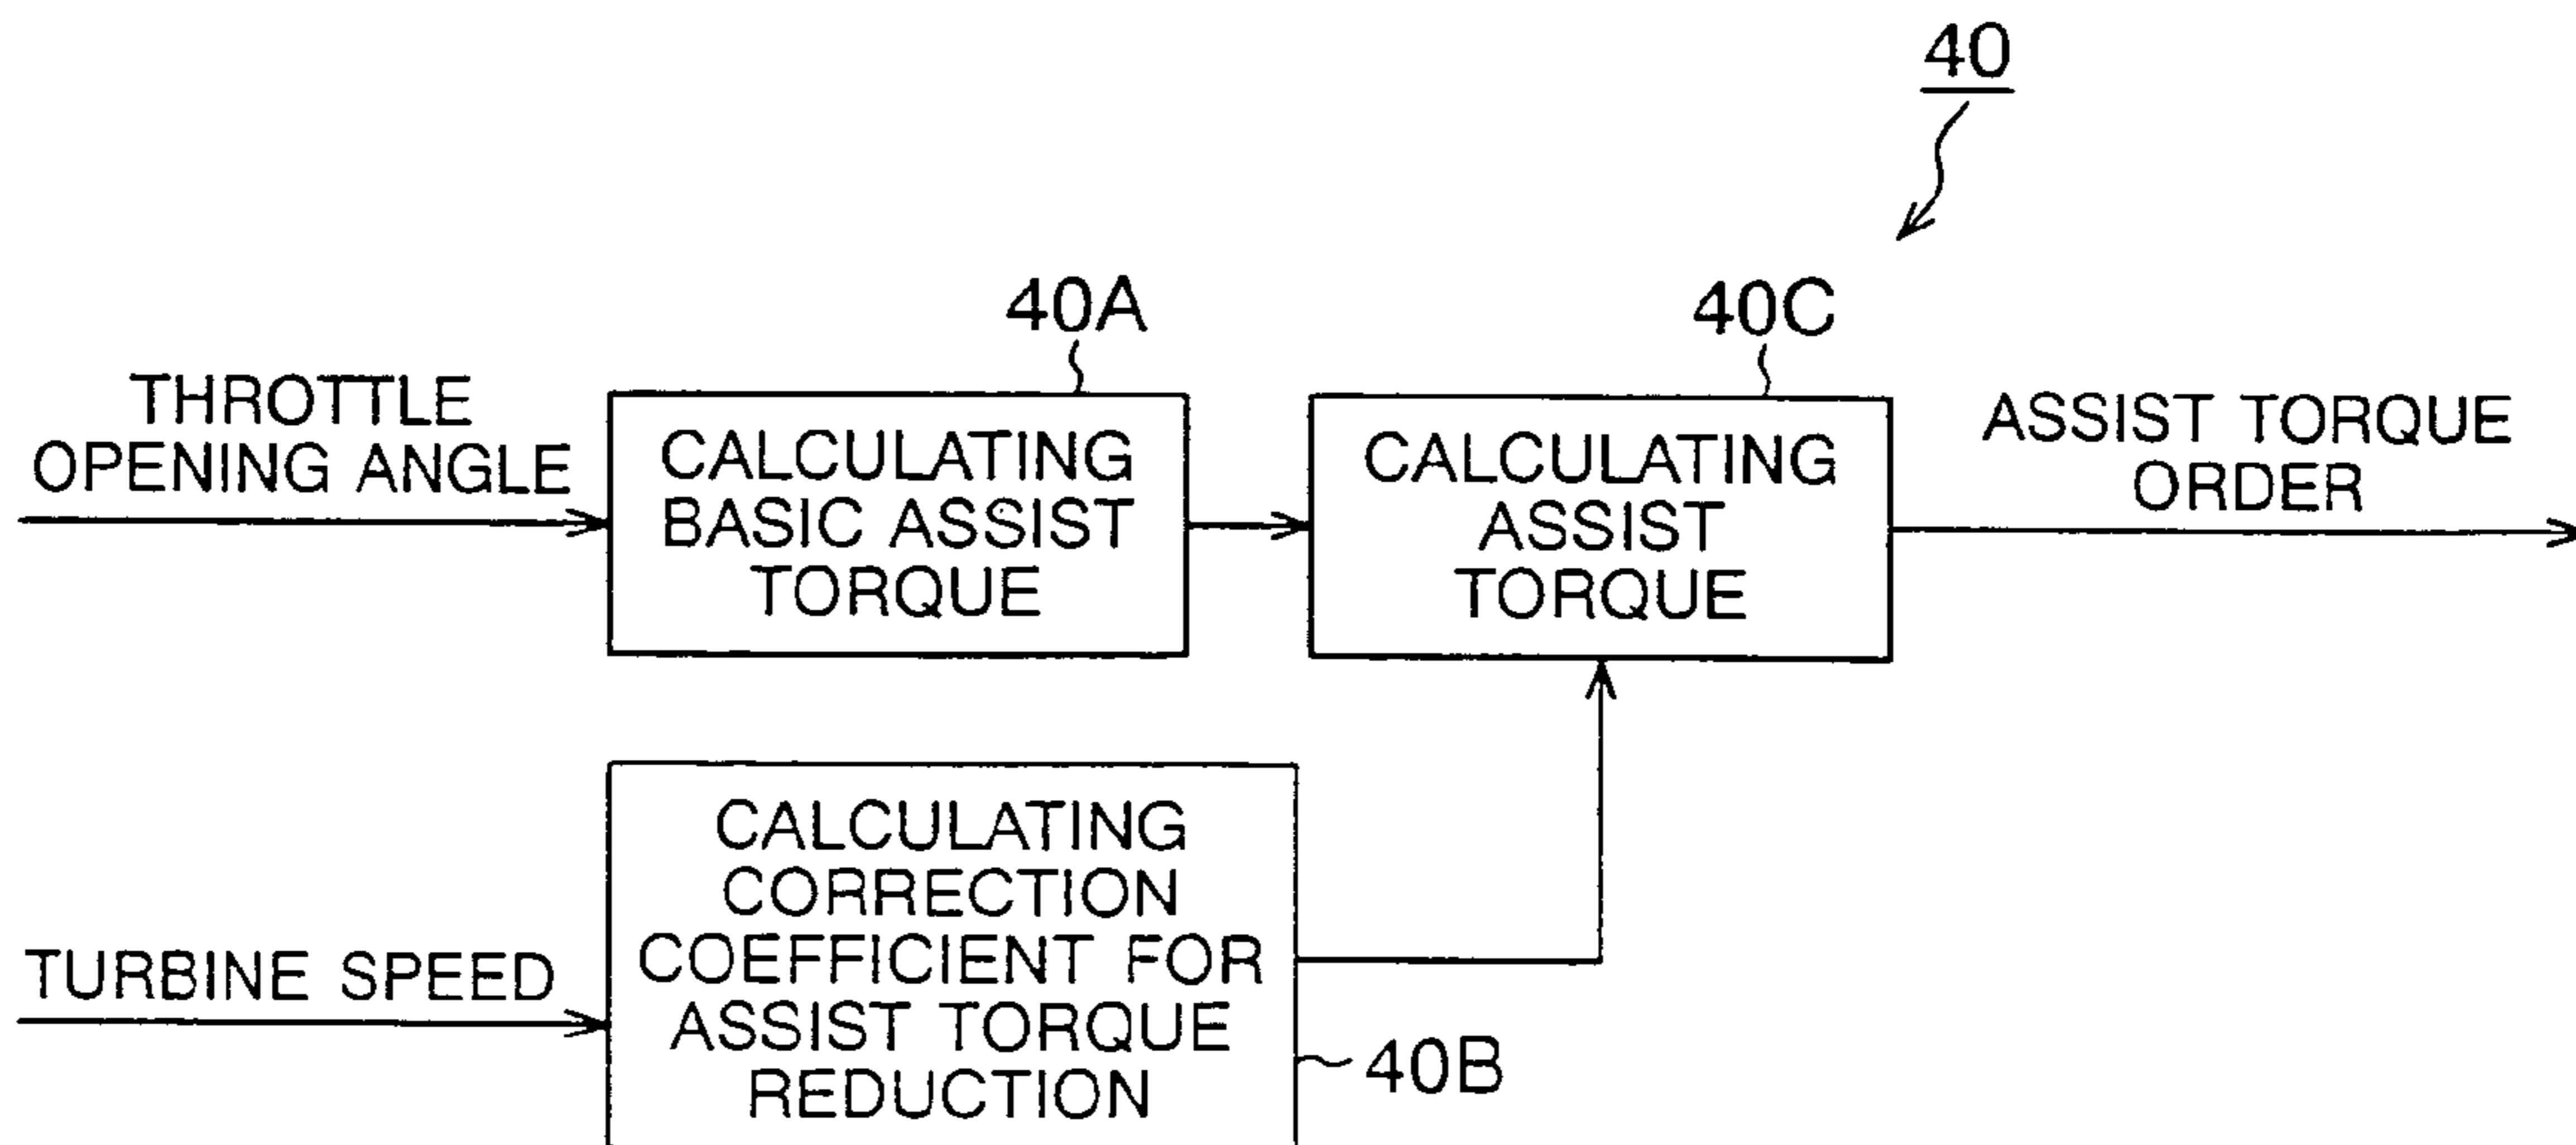 40
40A
40C
THROTTLE
OPENING ANGLE
CALCULATING
BASIC ASSIST
TORQUE
CALCULATING
ASSIST
TORQUE
ASSIST TORQUE
ORDER
TURBINE SPEED
CALCULATING
CORRECTION
COEFFICIENT FOR
ASSIST TORQUE
REDUCTION
40B